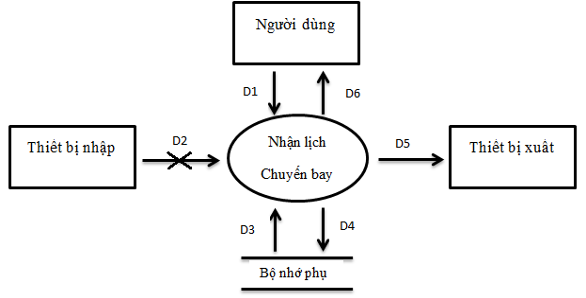 Người dùng
D1
D6
Thiết bị nhập
D2
Nhận lịch
Chuyến bay
D5
Thiết bị xuất
D3
D4
Bộ nhớ phụ